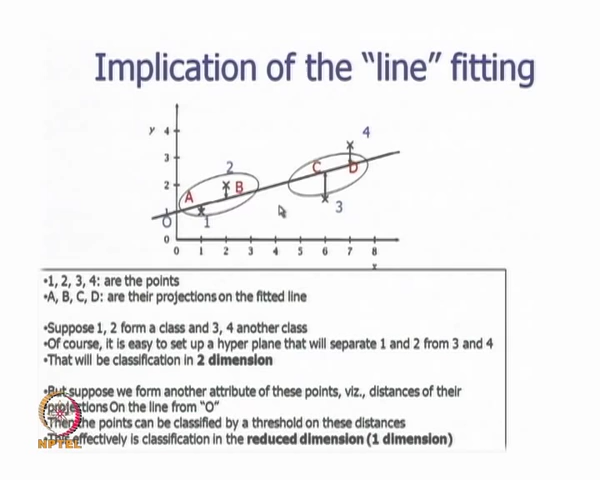 Implication of the "line" fitting
y 4
3
2
1
0
O
A
B
C
D
1
2
3
4
0 1 2 3 4 5 6 7 8
x
•1, 2, 3, 4: are the points
•A, B, C, D: are their projections on the fitted line
•Suppose 1, 2 form a class and 3, 4 another class
•Of course, it is easy to set up a hyper plane that will separate 1 and 2 from 3 and 4
•That will be classification in 2 dimension
•But suppose we form another attribute of these points, viz., distances of their
projections On the line from "O"
•Then the points can be classified by a threshold on these distances
•This effectively is classification in the reduced dimension (1 dimension)
NPTEL